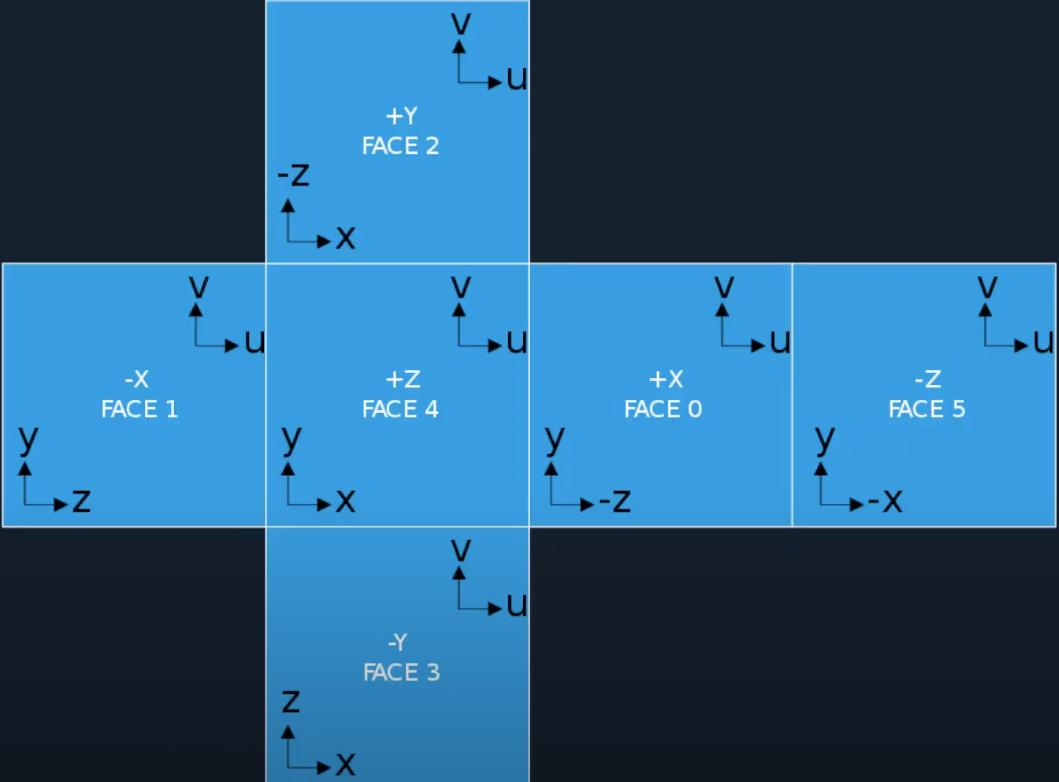 v
u
+Y
FACE 2
-z
x
v
u
-X
FACE 1
y
z
v
u
+Z
FACE 4
y
x
v
u
+X
FACE 0
y
-z
v
u
-Z
FACE 5
y
-x
v
u
-Y
FACE 3
z
x